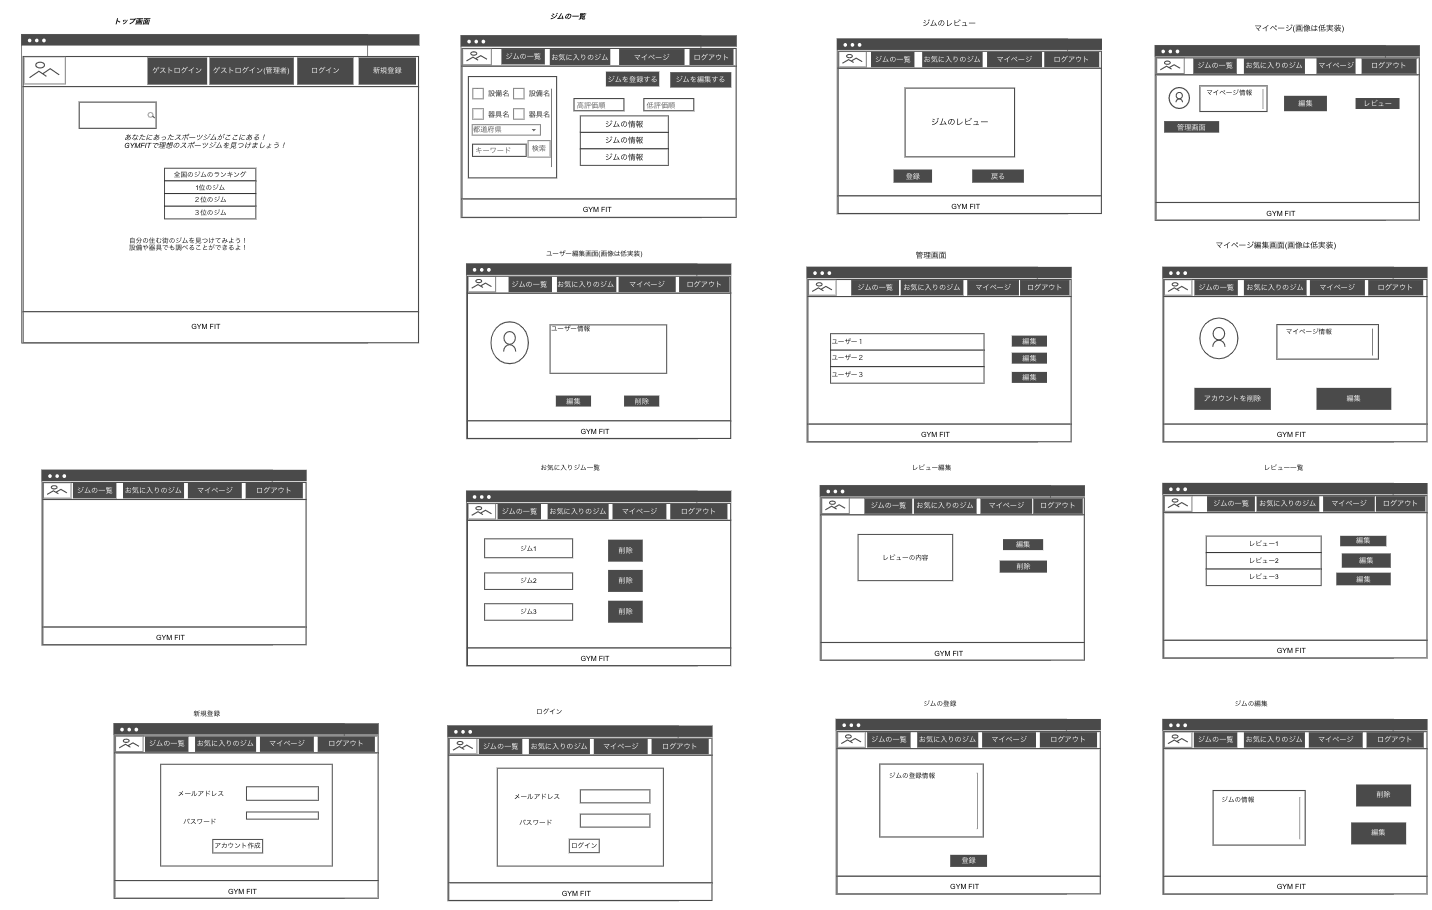 トップ画面
ゲストログイン
ゲストログイン(管理者)
ログイン
新規登録
あなたにあったスポーツジムがここにある！
GYMFITで理想のスポーツジムを見つけましょう！
全国のジムのランキング
1位のジム
２位のジム
３位のジム
自分の住む街のジムを見つけてみよう！
設備や器具でも調べることができるよ！
GYM FIT
ジムの一覧
ジムの一覧
お気に入りのジム
マイページ
ログアウト
ジムを登録する
ジムを編集する
設備名
設備名
器具名
器具名
都道府県
キーワード
検索
高評価順
低評価順
ジムの情報
ジムの情報
ジムの情報
GYM FIT
ジムのレビュー
ジムの一覧
お気に入りのジム
マイページ
ログアウト
ジムのレビュー
登録
戻る
GYM FIT
マイページ(画像は低実装)
ジムの一覧
お気に入りのジム
マイページ
ログアウト
マイページ情報
編集
レビュー
管理画面
GYM FIT
ユーザー編集画面(画像は低実装)
ジムの一覧
お気に入りのジム
マイページ
ログアウト
ユーザー情報
編集
削除
GYM FIT
管理画面
ジムの一覧
お気に入りのジム
マイページ
ログアウト
ユーザー１
編集
ユーザー２
編集
ユーザー３
編集
GYM FIT
マイページ編集画面(画像は低実装)
ジムの一覧
お気に入りのジム
マイページ
ログアウト
マイページ情報
アカウントを削除
編集
GYM FIT
ジムの一覧
お気に入りのジム
マイページ
ログアウト
GYM FIT
お気に入りジム一覧
ジムの一覧
お気に入りのジム
マイページ
ログアウト
ジム1
削除
ジム2
削除
ジム3
削除
GYM FIT
レビュー編集
ジムの一覧
お気に入りのジム
マイページ
ログアウト
レビューの内容
編集
削除
GYM FIT
レビュー一覧
ジムの一覧
お気に入りのジム
マイページ
ログアウト
レビュー1
編集
レビュー2
編集
レビュー3
編集
GYM FIT
新規登録
ジムの一覧
お気に入りのジム
マイページ
ログアウト
メールアドレス
パスワード
アカウント作成
GYM FIT
ログイン
ジムの一覧
お気に入りのジム
マイページ
ログアウト
メールアドレス
パスワード
ログイン
GYM FIT
ジムの登録
ジムの一覧
お気に入りのジム
マイページ
ログアウト
ジムの登録情報
登録
GYM FIT
ジムの編集
ジムの一覧
お気に入りのジム
マイページ
ログアウト
ジムの情報
削除
編集
GYM FIT